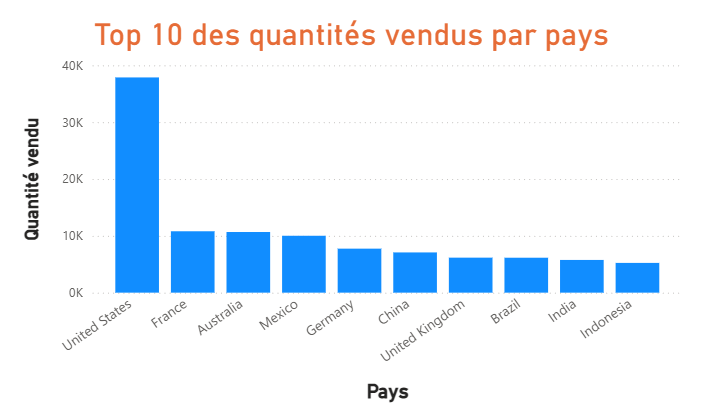 Top 10 des quantités vendus par pays
Quantité vendu
40K
30K
20K
10K
0K
United States
France
Australia
Mexico
Germany
China
United Kingdom
Brazil
India
Indonesia
Pays